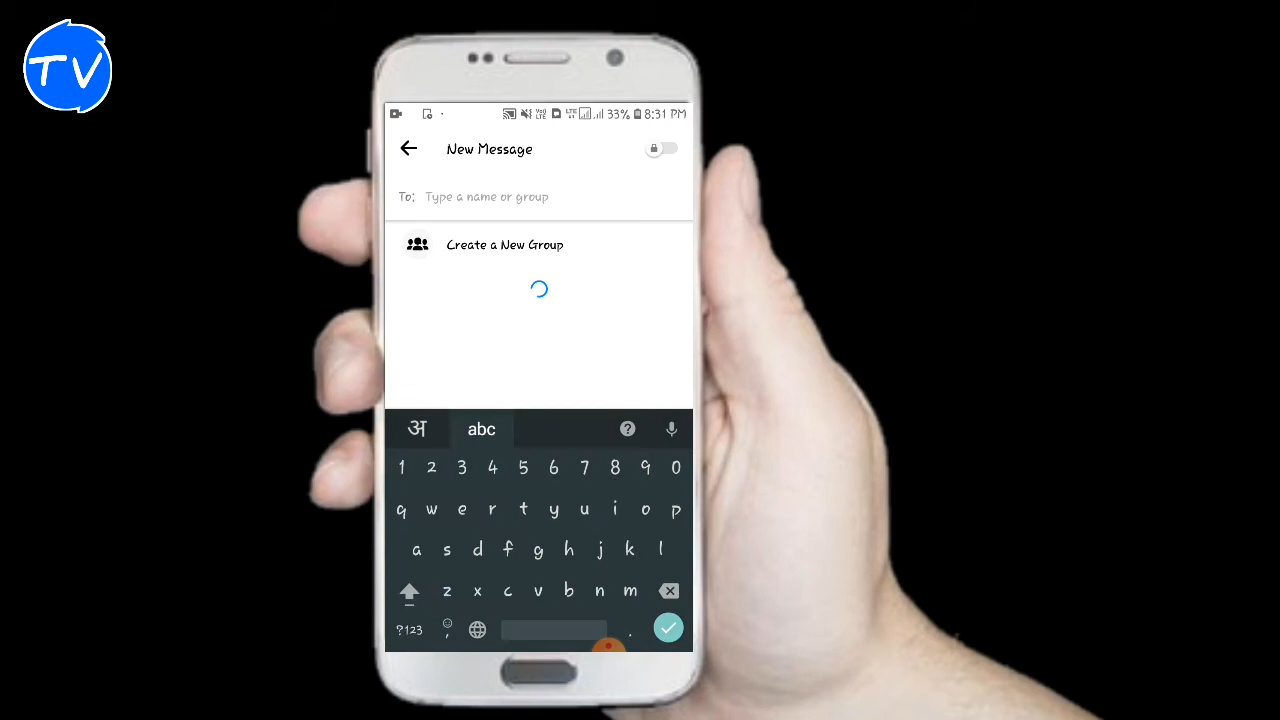 TV
33% 8:31 PM
New Message
To: Type a name or group
Create a New Group
अ abc ?
1 2 3 4 5 6 7 8 9 0
q w e r t y u i o p
a s d f g h j k l
z x c v b n m
?123 , .